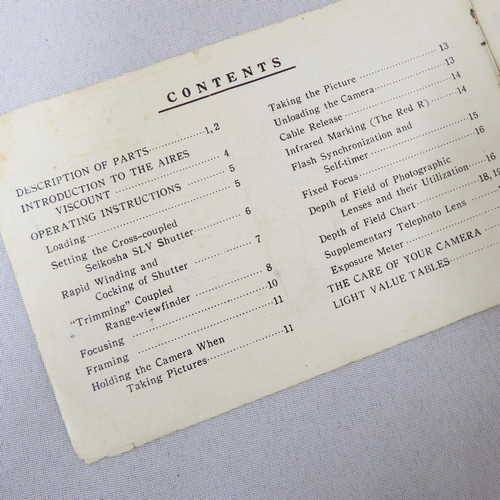 CONTENTS
DESCRIPTION OF PARTS 1, 2
INTRODUCTION TO THE AIRES
VISCOUNT 4
OPERATING INSTRUCTIONS 5
Loading 5
Setting the Cross-coupled
Seikosha SLV Shutter 6
Rapid Winding and
Cocking of Shutter 7
"Trimming" Coupled
Range-viewfinder 8
Focusing 10
Framing 11
Holding the Camera When
Taking Pictures 11
Taking the Picture 13
Unloading the Camera 13
Cable Release 14
Infrared Marking (The Red R) 14
Flash Synchronization and
Self-timer 15
Fixed Focus 16
Depth of Field of Photographic
Lenses and their Utilization 16
Depth of Field Chart 18, 19
Supplementary Telephoto Lens
Exposure Meter
THE CARE OF YOUR CAMERA
LIGHT VALUE TABLES